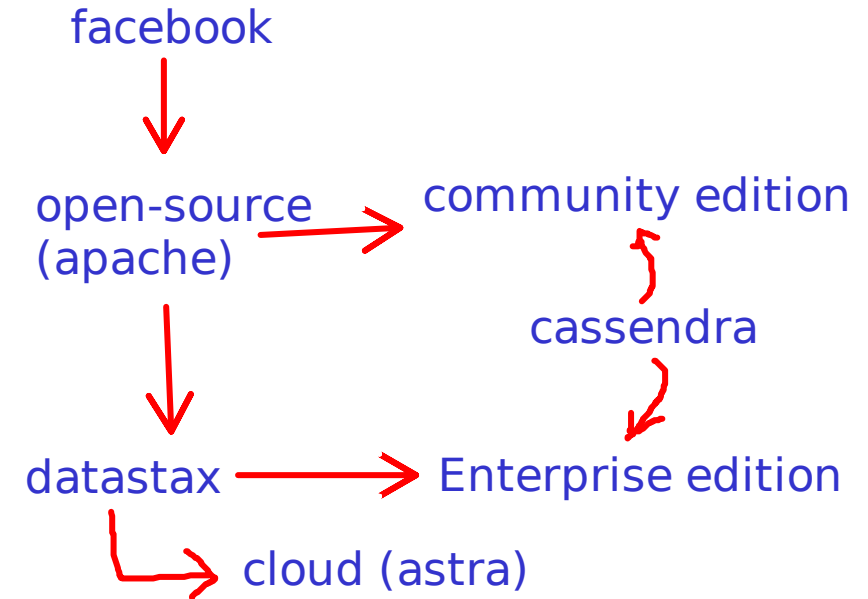 facebook
open-source
(apache)
community edition
cassendra
datastax
Enterprise edition
cloud (astra)